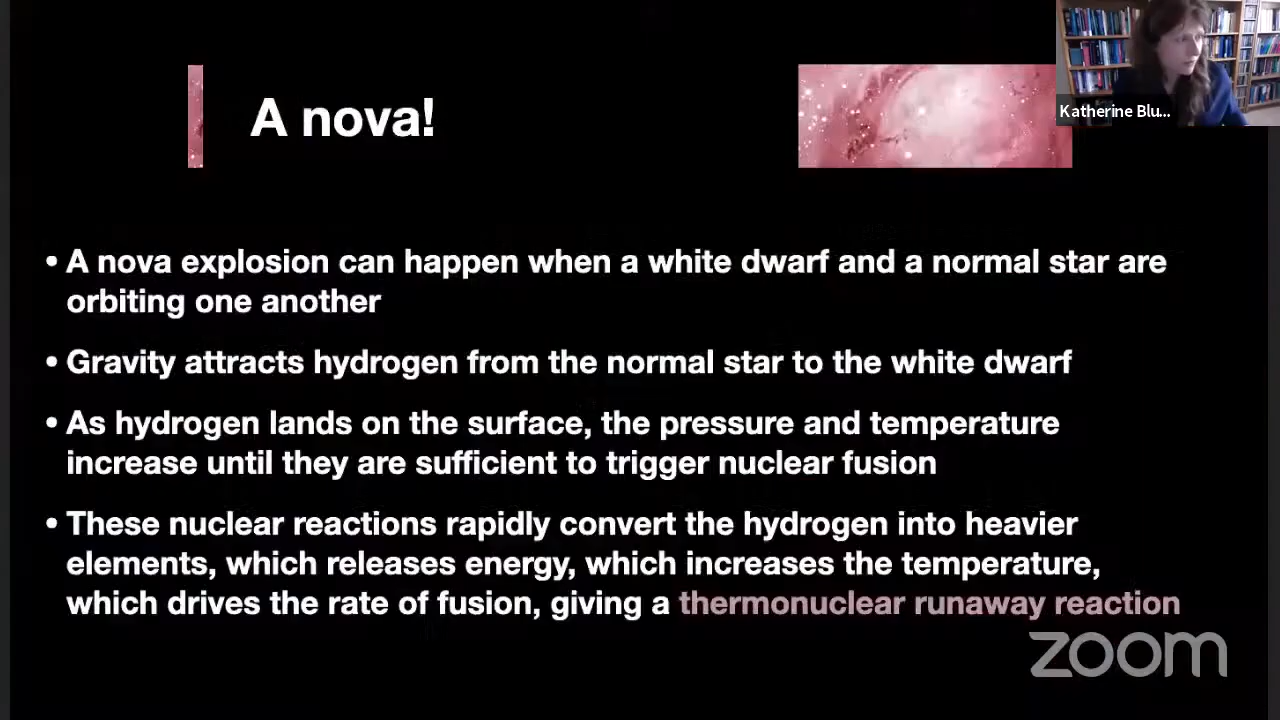 Katherine Blu...
A nova!
• A nova explosion can happen when a white dwarf and a normal star are
orbiting one another
• Gravity attracts hydrogen from the normal star to the white dwarf
• As hydrogen lands on the surface, the pressure and temperature
increase until they are sufficient to trigger nuclear fusion
• These nuclear reactions rapidly convert the hydrogen into heavier
elements, which releases energy, which increases the temperature,
which drives the rate of fusion, giving a thermonuclear runaway reaction
zoom